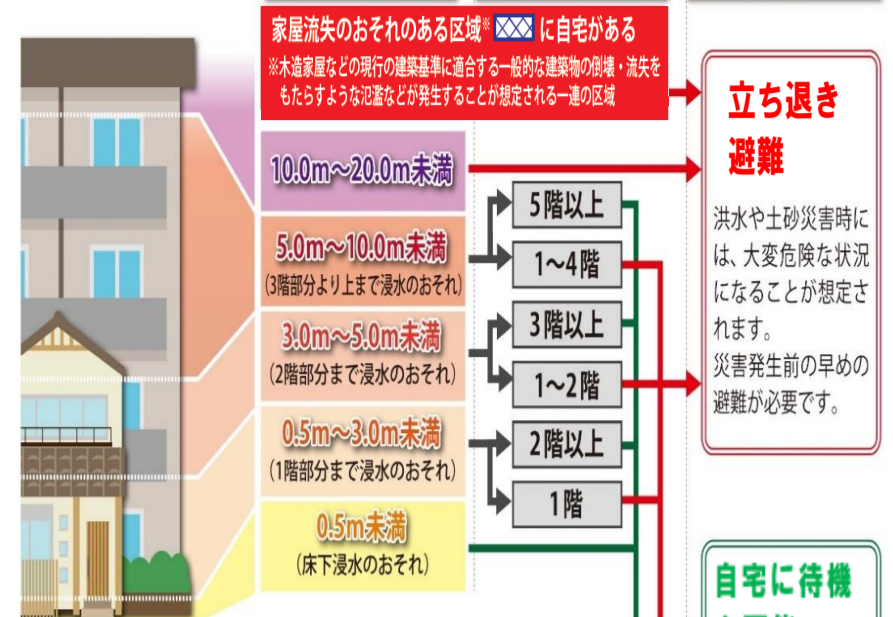 家屋流失のおそれのある区域※ に自宅がある
※木造家屋などの現行の建築基準に適合する一般的な建築物の倒壊・流失を
もたらすような氾濫などが発生することが想定される一連の区域
10.0m～20.0m未満
5.0m～10.0m未満
(3階部分より上まで浸水のおそれ)
3.0m～5.0m未満
(2階部分まで浸水のおそれ)
0.5m～3.0m未満
(1階部分まで浸水のおそれ)
0.5m未満
(床下浸水のおそれ)
5階以上
1～4階
3階以上
1～2階
2階以上
1階
立ち退き
避難
洪水や土砂災害時に
は、大変危険な状況
になることが想定さ
れます。
災害発生前の早めの
避難が必要です。
自宅に待機